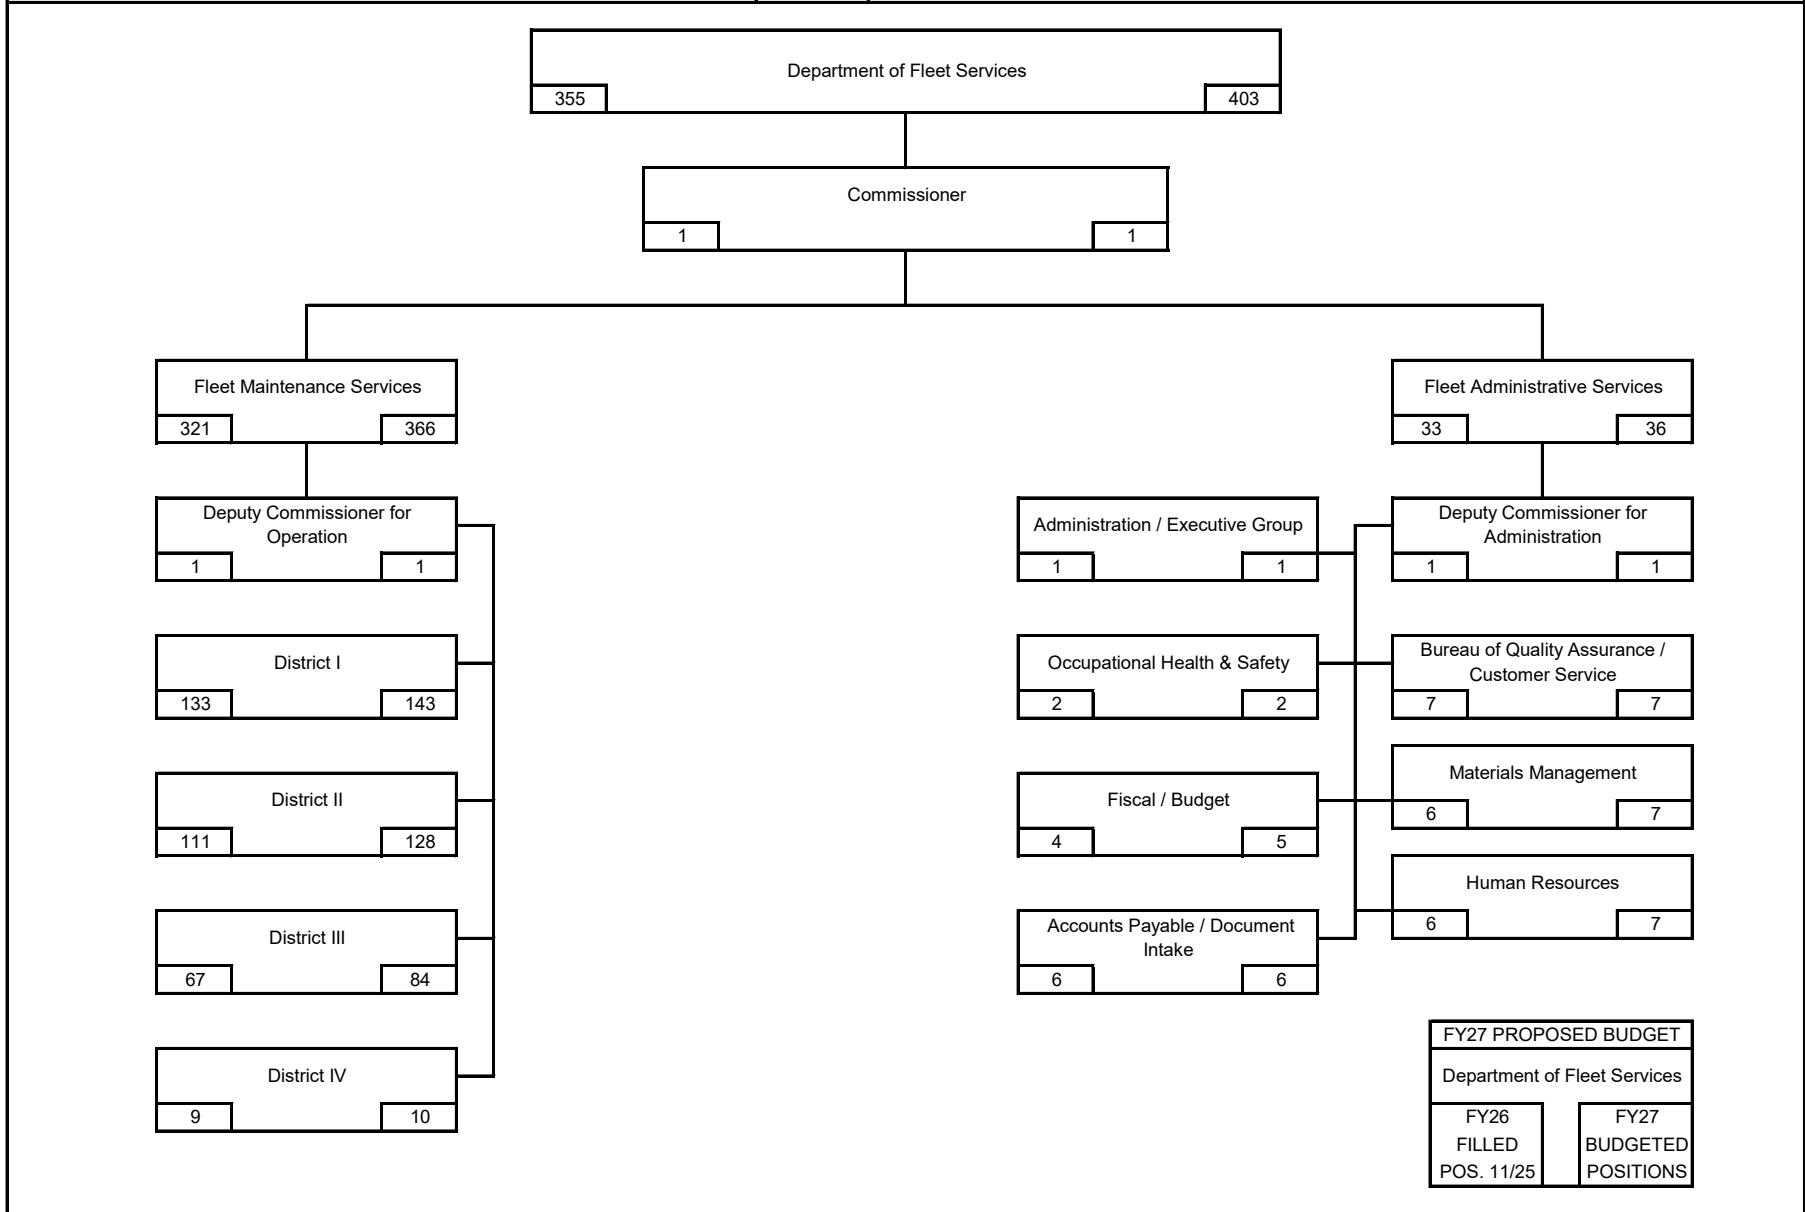 Department of Fleet Services
355 403
Commissioner
1 1
Fleet Maintenance Services
321 366
Fleet Administrative Services
33 36
Deputy Commissioner for
Operation
1 1
Administration / Executive Group
1 1
Deputy Commissioner for
Administration
1 1
District I
133 143
Occupational Health & Safety
2 2
Bureau of Quality Assurance /
Customer Service
7 7
District II
111 128
Fiscal / Budget
4 5
Materials Management
6 7
Human Resources
6 7
District III
67 84
Accounts Payable / Document
Intake
6 6
District IV
9 10
FY27 PROPOSED BUDGET
Department of Fleet Services
FY26 FY27
FILLED BUDGETED
POS. 11/25 POSITIONS